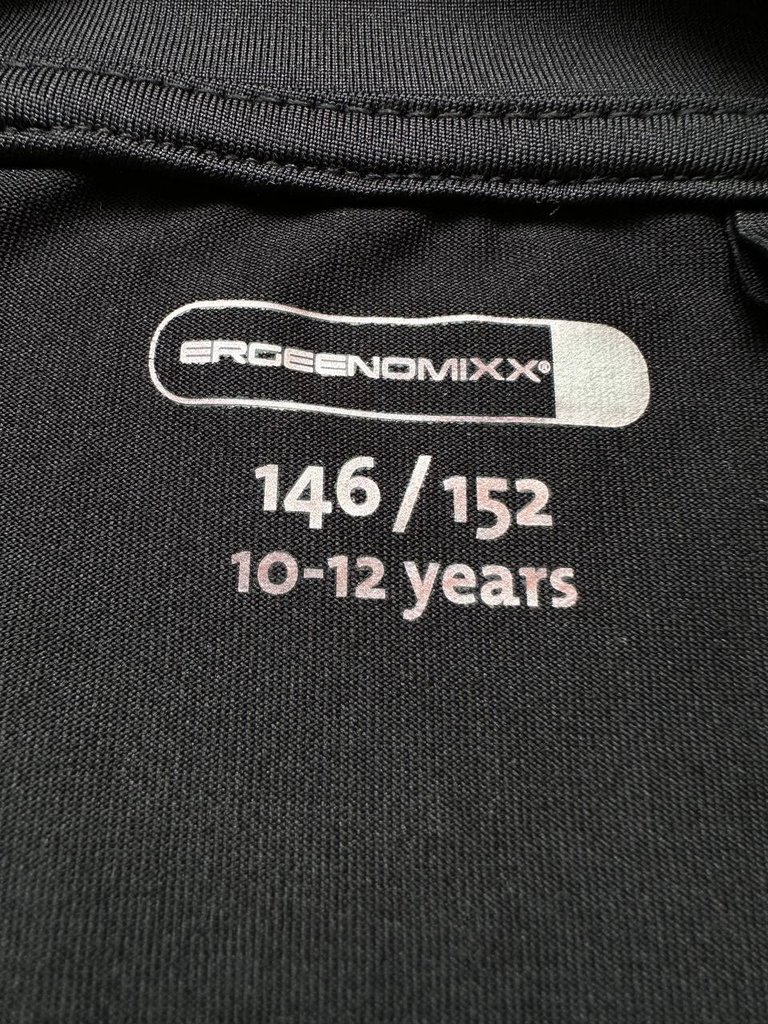 ERGEENOMIXX®
146/152
10-12 years